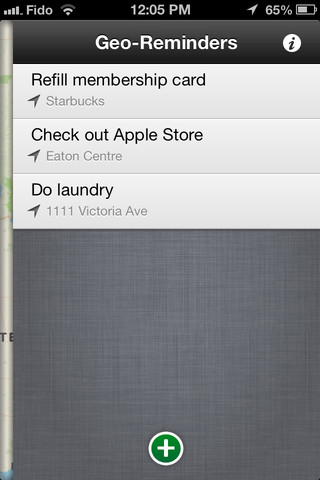 Fido 12:05 PM 65%
Geo-Reminders
Refill membership card
Starbucks
Check out Apple Store
Eaton Centre
Do laundry
1111 Victoria Ave
TE